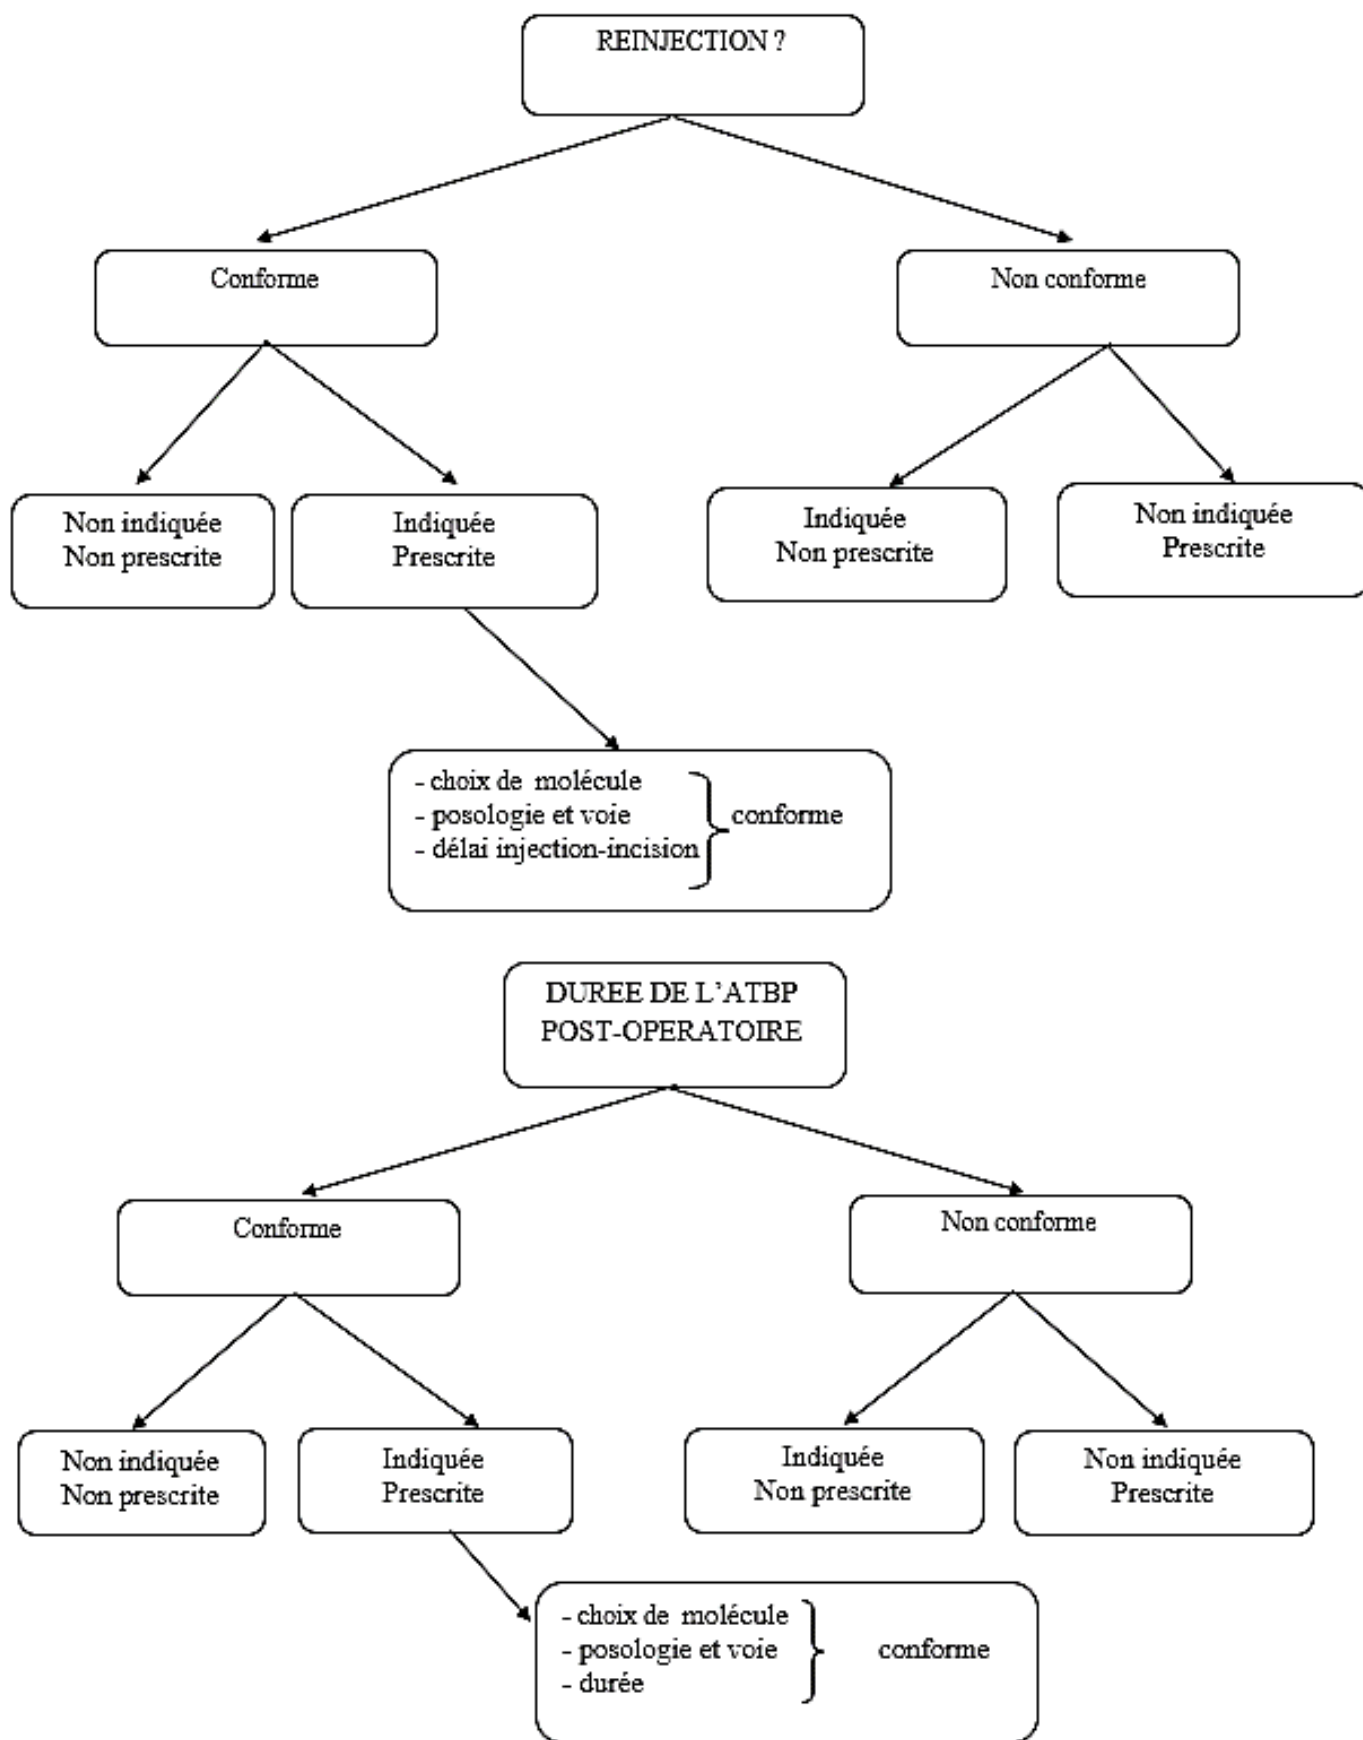 REINJECTION ?
Conforme
Non conforme
Non indiquée
Non prescrite
Indiquée
Prescrite
Indiquée
Non prescrite
Non indiquée
Prescrite
- choix de molécule
- posologie et voie
- délai injection-incision
conforme
DUREE DE L'ATBP
POST-OPERATOIRE
Conforme
Non conforme
Non indiquée
Non prescrite
Indiquée
Prescrite
Indiquée
Non prescrite
Non indiquée
Prescrite
- choix de molécule
- posologie et voie
- durée
conforme